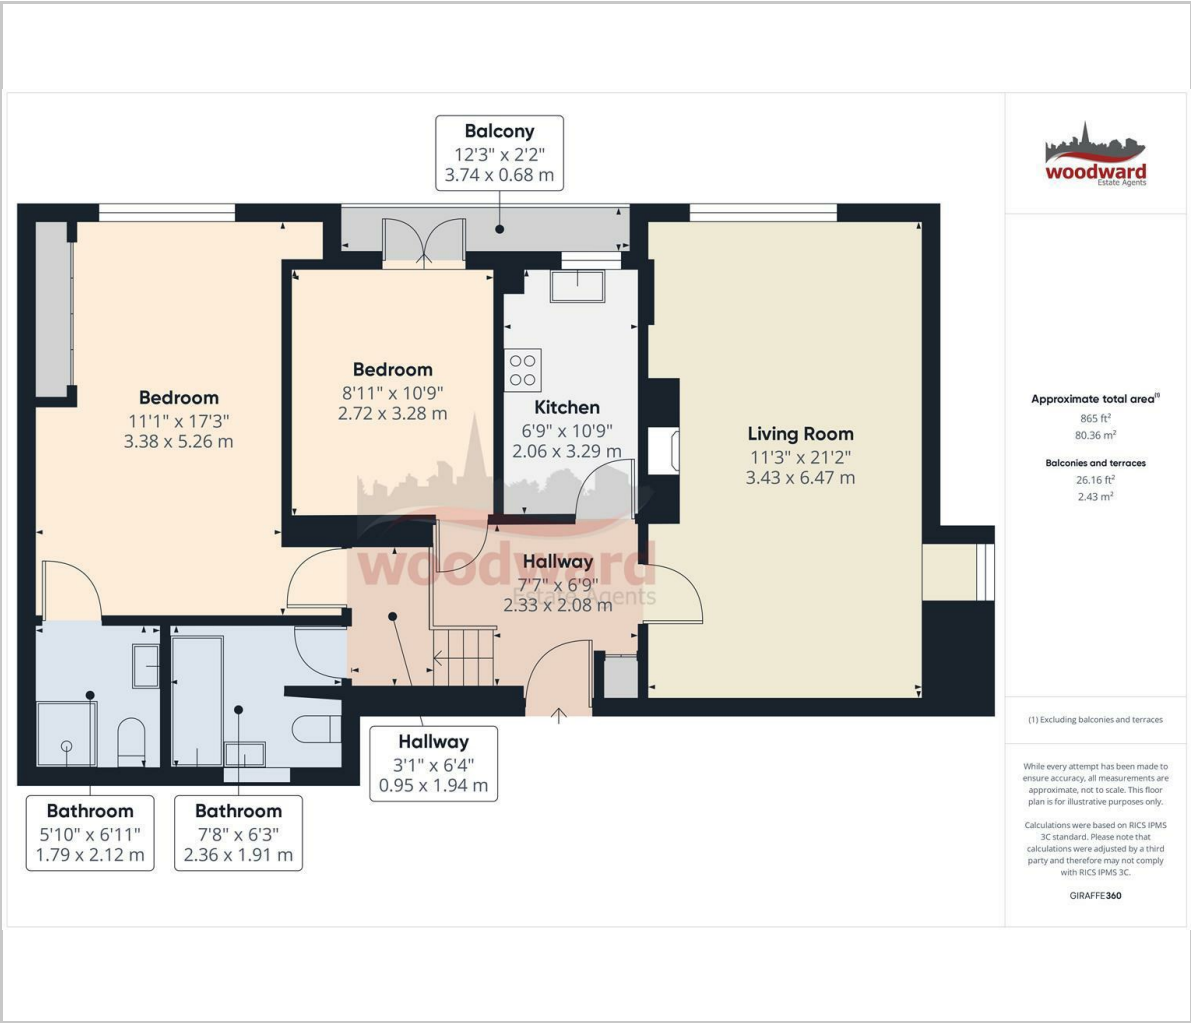 Balcony
12'3" x 2'2"
3.74 x 0.68 m
woodward
Estate Agents
Bedroom
11'1" x 17'3"
3.38 x 5.26 m
Bedroom
8'11" x 10'9"
2.72 x 3.28 m
Kitchen
6'9" x 10'9"
2.06 x 3.29 m
Living Room
11'3" x 21'2"
3.43 x 6.47 m
Approximate total area(1)
865 ft²
80.36 m²
Balconies and terraces
26.16 ft²
2.43 m²
woodward
Estate Agents
Hallway
7'7" x 6'9"
2.33 x 2.08 m
Hallway
3'1" x 6'4"
0.95 x 1.94 m
Bathroom
5'10" x 6'11"
1.79 x 2.12 m
Bathroom
7'8" x 6'3"
2.36 x 1.91 m
(1) Excluding balconies and terraces
While every attempt has been made to
ensure accuracy, all measurements are
approximate, not to scale. This floor
plan is for illustrative purposes only.
Calculations were based on RICS IPMS
3C standard. Please note that
calculations were adjusted by a third
party and therefore may not comply
with RICS IPMS 3C.
GIRAFFE360